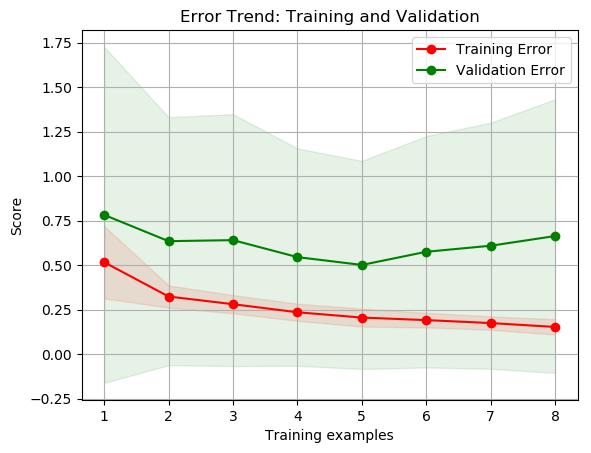 Error Trend: Training and Validation
Training Error
Validation Error
Score
1.75
1.50
1.25
1.00
0.75
0.50
0.25
0.00
−0.25
1 2 3 4 5 6 7 8
Training examples